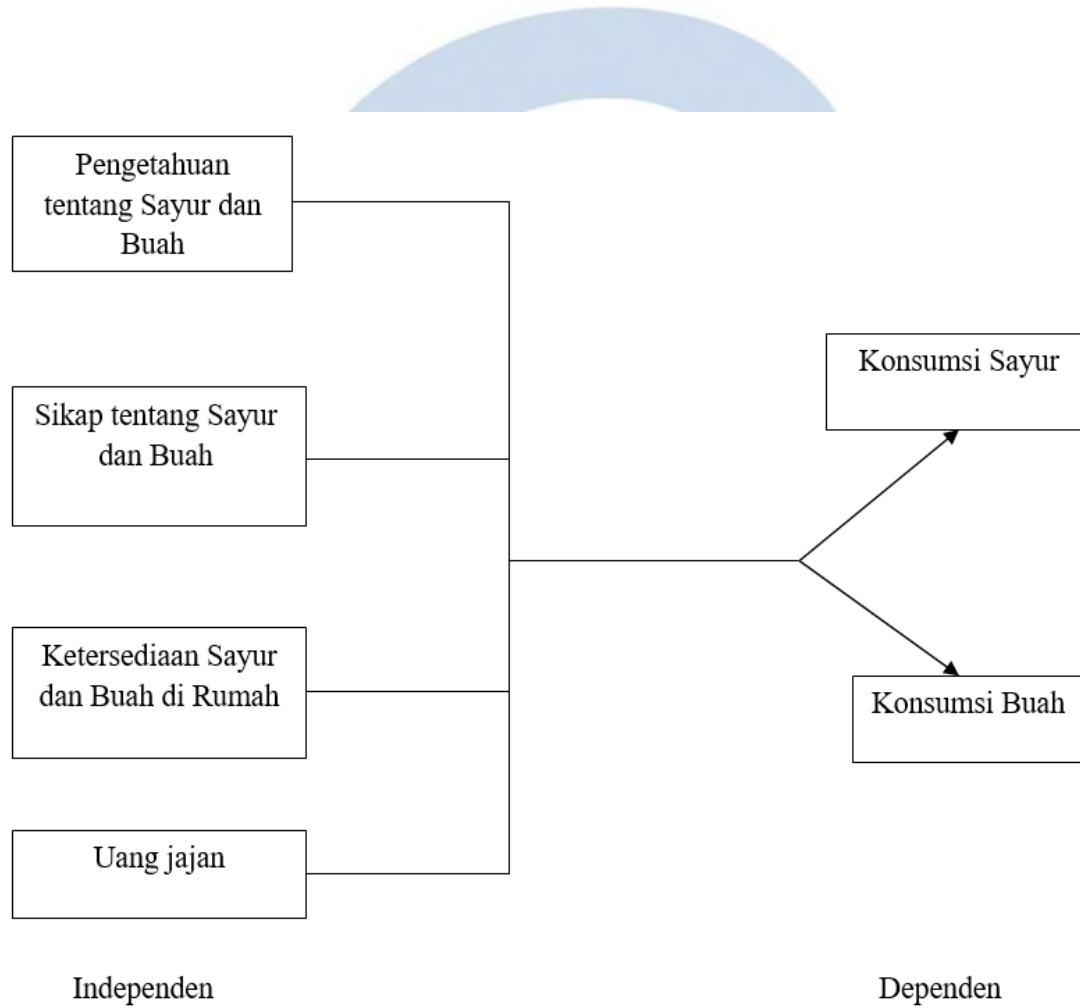 Pengetahuan
tentang Sayur dan
Buah
Sikap tentang Sayur
dan Buah
Ketersediaan Sayur
dan Buah di Rumah
Uang jajan
Independen
Konsumsi Sayur
Konsumsi Buah
Dependen